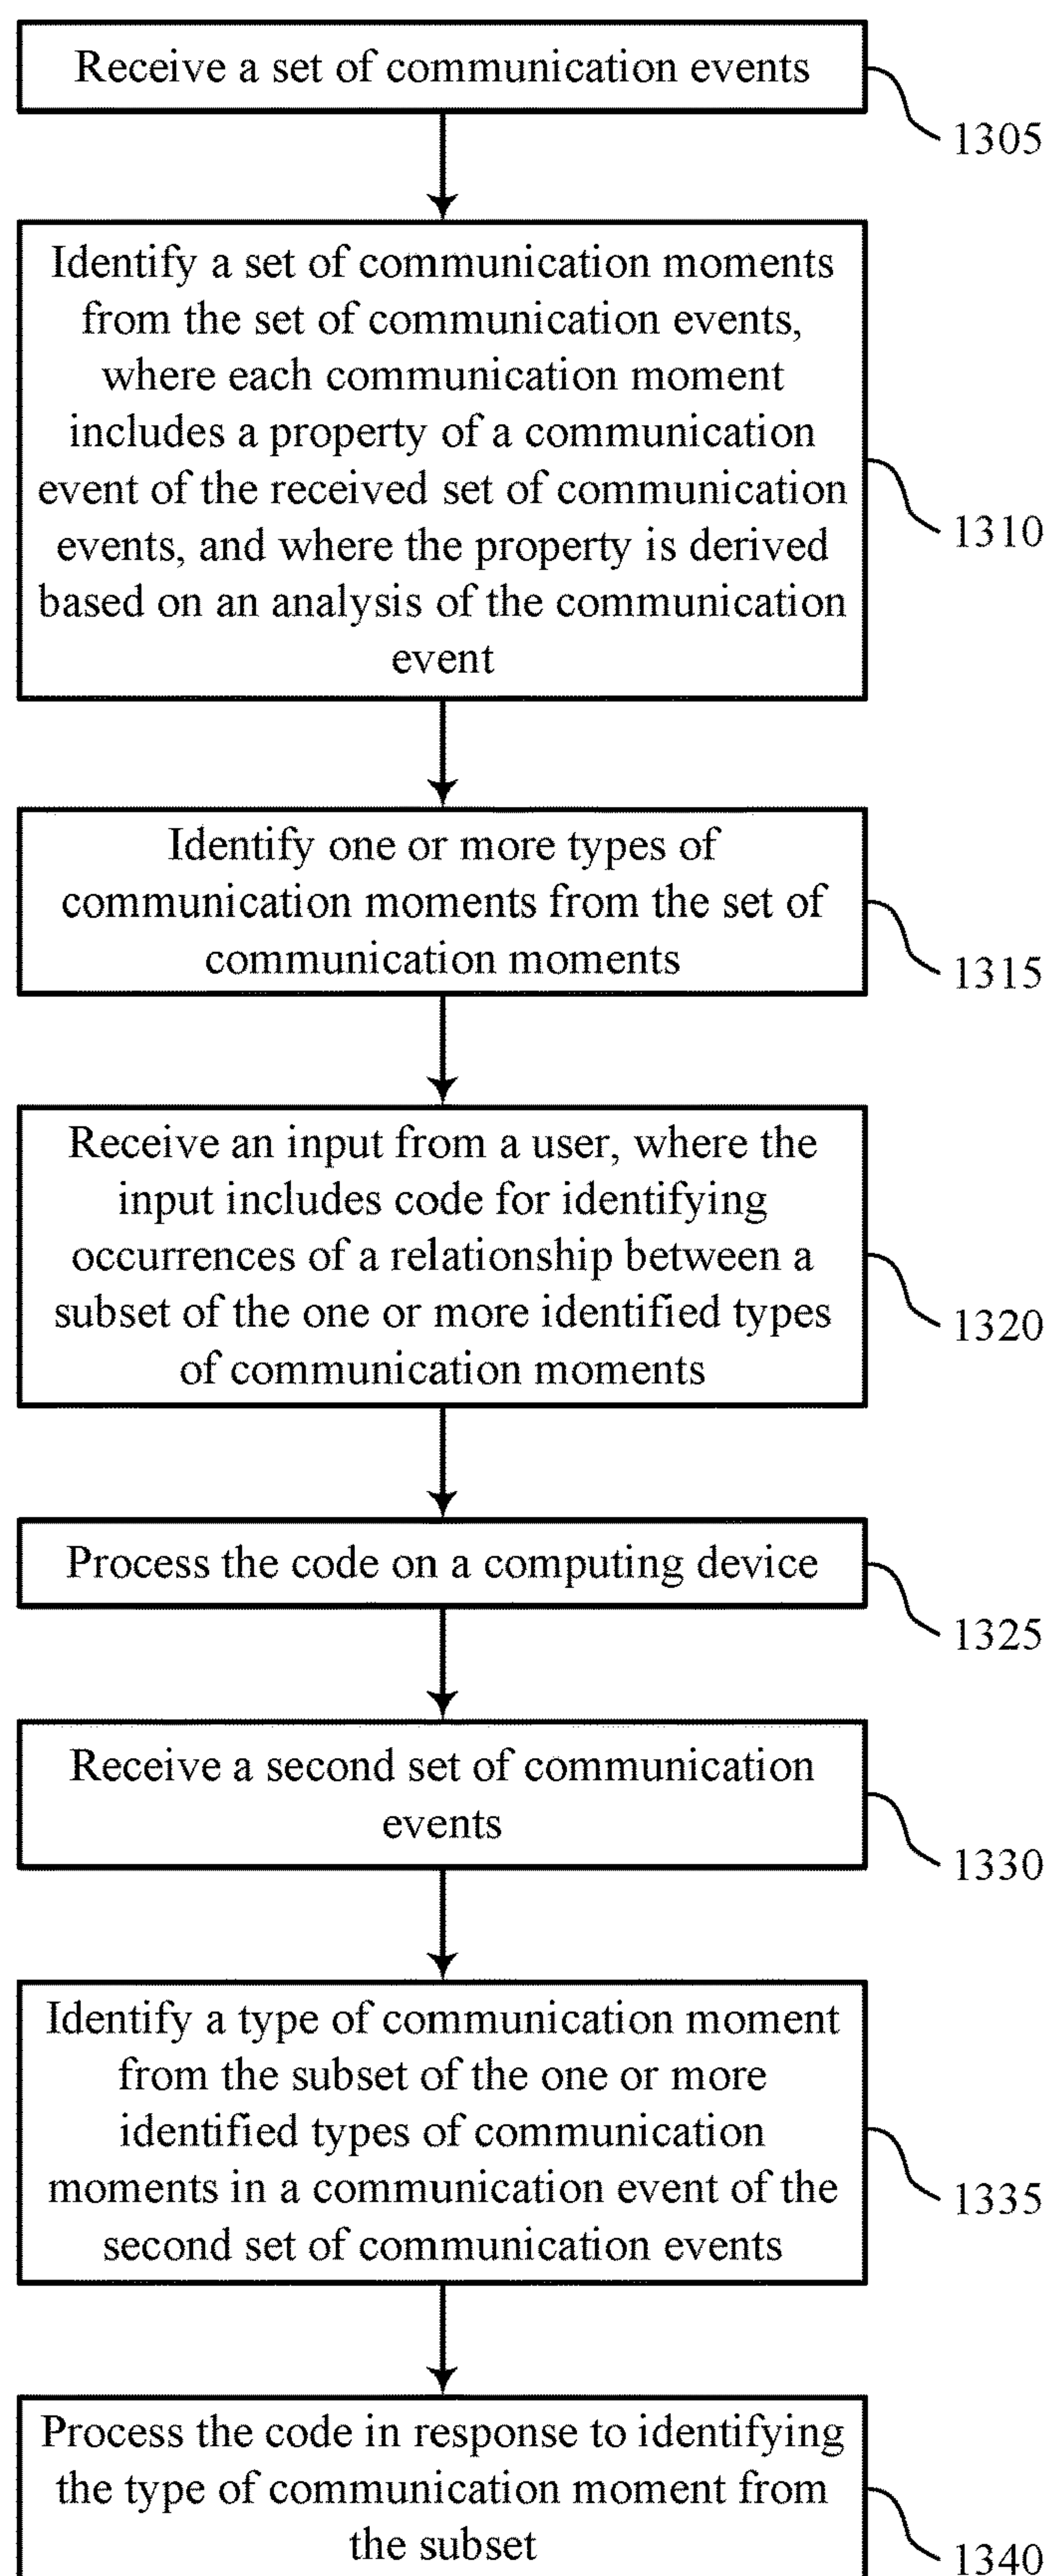 Receive a set of communication events
1305
Identify a set of communication moments
from the set of communication events,
where each communication moment
includes a property of a communication
event of the received set of communication
events, and where the property is derived
based on an analysis of the communication
event
1310
Identify one or more types of
communication moments from the set of
communication moments
1315
Receive an input from a user, where the
input includes code for identifying
occurrences of a relationship between a
subset of the one or more identified types
of communication moments
1320
Process the code on a computing device
1325
Receive a second set of communication
events
1330
Identify a type of communication moment
from the subset of the one or more
identified types of communication
moments in a communication event of the
second set of communication events
1335
Process the code in response to identifying
the type of communication moment from
the subset
1340